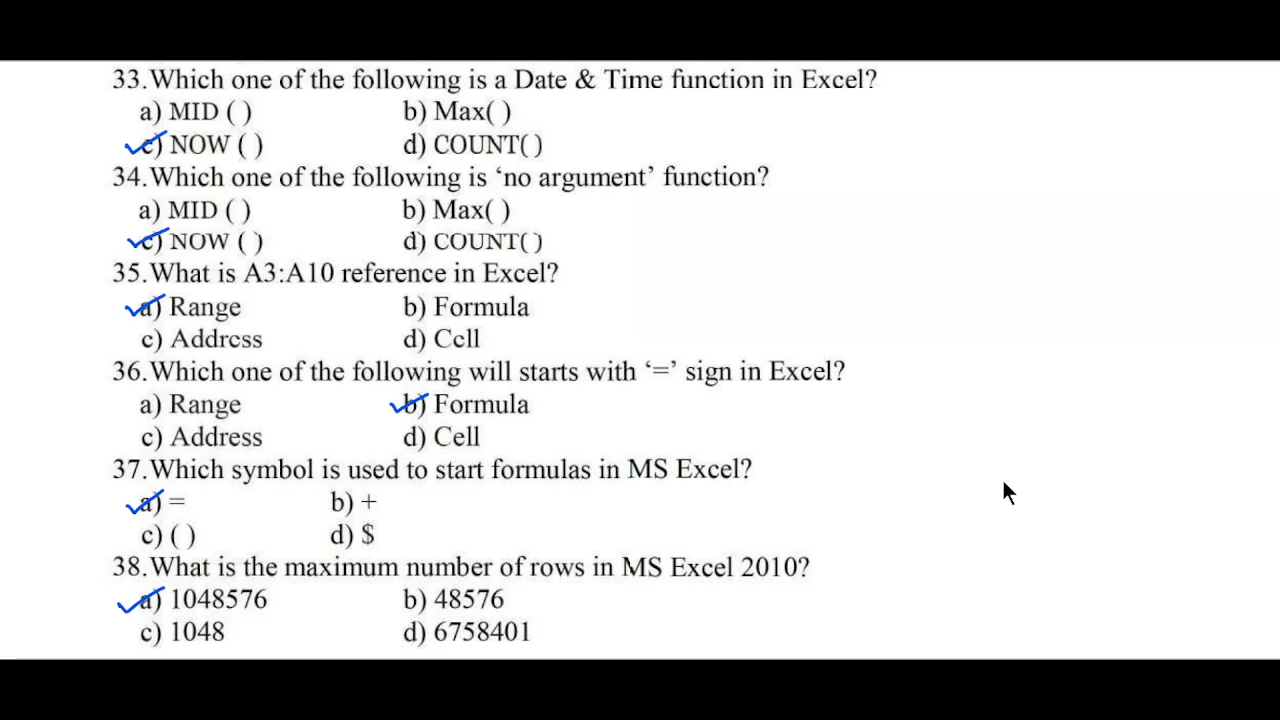 33.Which one of the following is a Date & Time function in Excel?
a) MID ( ) b) Max( )
c) NOW ( ) d) COUNT( )
34.Which one of the following is ‘no argument’ function?
a) MID ( ) b) Max( )
c) NOW ( ) d) COUNT( )
35.What is A3:A10 reference in Excel?
a) Range b) Formula
c) Address d) Cell
36.Which one of the following will starts with ‘=’ sign in Excel?
a) Range b) Formula
c) Address d) Cell
37.Which symbol is used to start formulas in MS Excel?
a) = b) +
c) ( ) d) $
38.What is the maximum number of rows in MS Excel 2010?
a) 1048576 b) 48576
c) 1048 d) 6758401